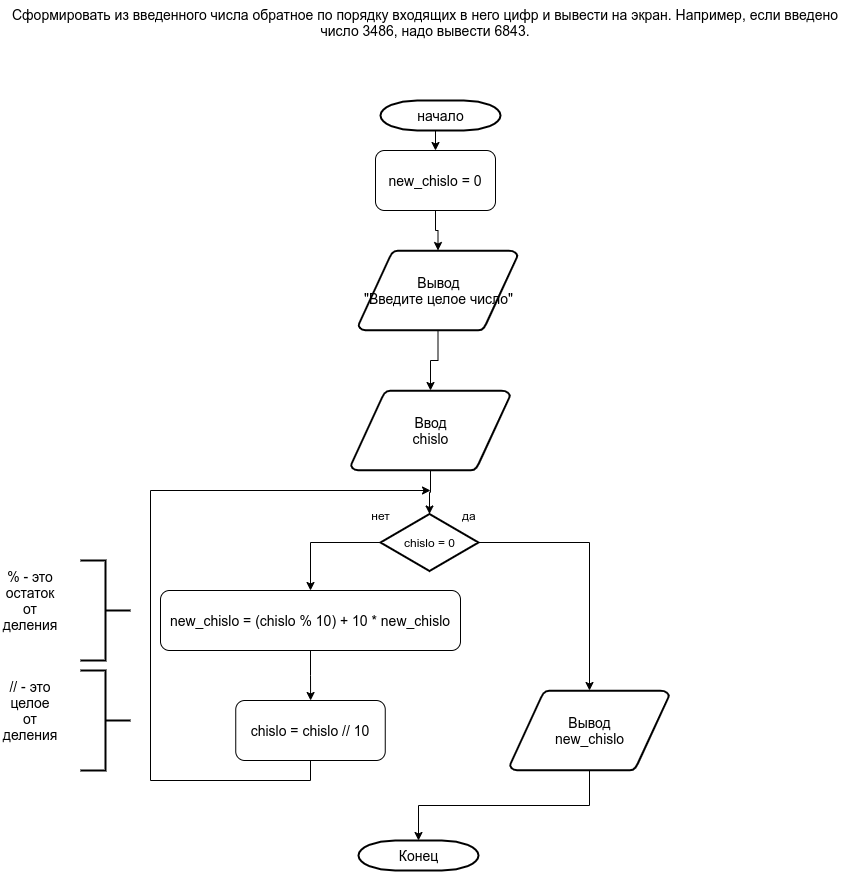 Сформировать из введенного числа обратное по порядку входящих в него цифр и вывести на экран. Например, если введено
число 3486, надо вывести 6843.
начало
new_chislo = 0
Вывод
"Введите целое число"
Ввод
chislo
нет
да
chislo = 0
% - это
остаток
от
деления
new_chislo = (chislo % 10) + 10 * new_chislo
// - это
целое
от
деления
chislo = chislo // 10
Вывод
new_chislo
Конец